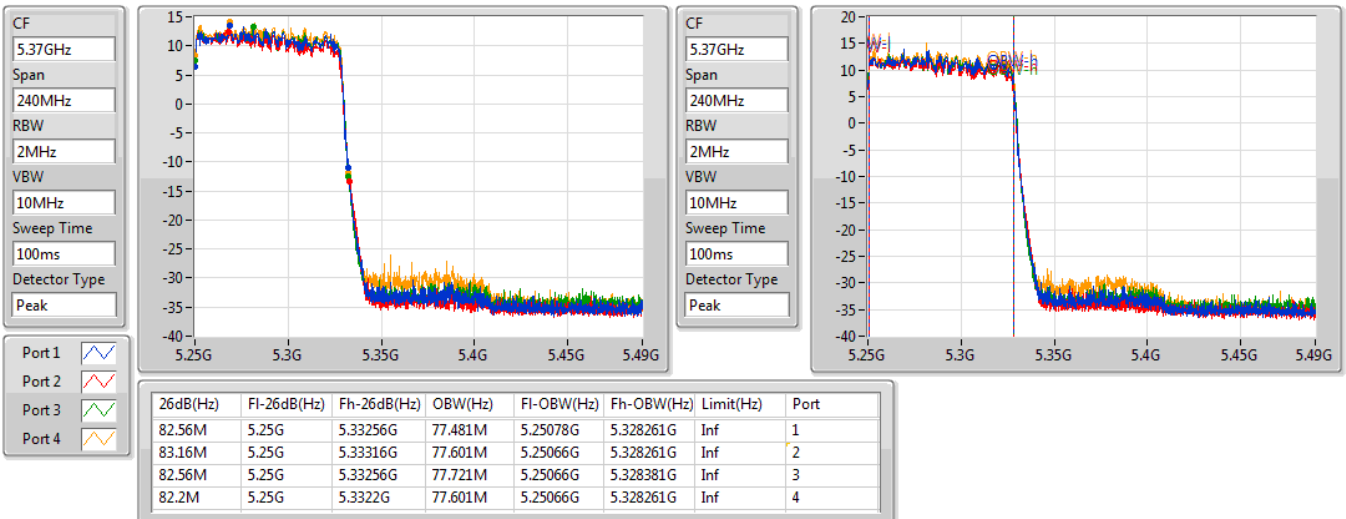 CF
5.37GHz
Span
240MHz
RBW
2MHz
VBW
10MHz
Sweep Time
100ms
Detector Type
Peak
15
10
5
0
-5
-10
-15
-20
-25
-30
-35
-40
5.25G 5.3G 5.35G 5.4G 5.45G 5.49G
CF
5.37GHz
Span
240MHz
RBW
2MHz
VBW
10MHz
Sweep Time
100ms
Detector Type
Peak
20
15
10
5
0
-5
-10
-15
-20
-25
-30
-35
-40
5.25G 5.3G 5.35G 5.4G 5.45G 5.49G
Port 1
Port 2
Port 3
Port 4
26dB(Hz) Fl-26dB(Hz) Fh-26dB(Hz) OBW(Hz) Fl-OBW(Hz) Fh-OBW(Hz) Limit(Hz) Port
82.56M 5.25G 5.33256G 77.481M 5.25078G 5.328261G Inf 1
83.16M 5.25G 5.33316G 77.601M 5.25066G 5.328261G Inf 2
82.56M 5.25G 5.33256G 77.721M 5.25066G 5.328381G Inf 3
82.2M 5.25G 5.3322G 77.601M 5.25066G 5.328261G Inf 4